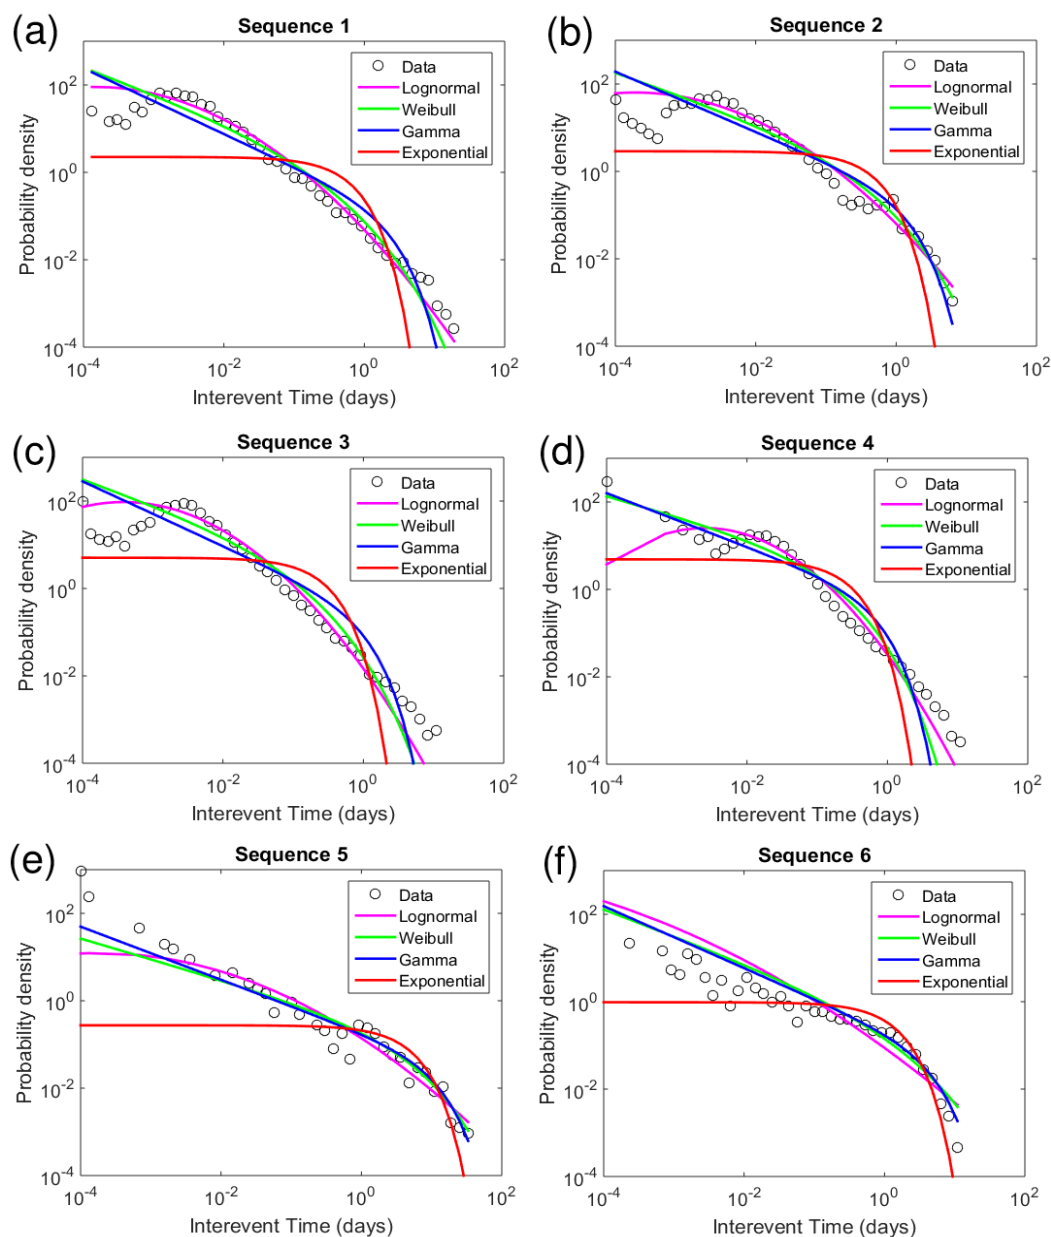 (a)
Sequence 1
Probability density
10^2
10^0
10^-2
10^-4
10^-4
10^-2
10^0
10^2
Interevent Time (days)
Data
Lognormal
Weibull
Gamma
Exponential
(b)
Sequence 2
Probability density
10^2
10^0
10^-2
10^-4
10^-4
10^-2
10^0
10^2
Interevent Time (days)
Data
Lognormal
Weibull
Gamma
Exponential
(c)
Sequence 3
Probability density
10^2
10^0
10^-2
10^-4
10^-4
10^-2
10^0
10^2
Interevent Time (days)
Data
Lognormal
Weibull
Gamma
Exponential
(d)
Sequence 4
Probability density
10^2
10^0
10^-2
10^-4
10^-4
10^-2
10^0
10^2
Interevent Time (days)
Data
Lognormal
Weibull
Gamma
Exponential
(e)
Sequence 5
Probability density
10^2
10^0
10^-2
10^-4
10^-4
10^-2
10^0
10^2
Interevent Time (days)
Data
Lognormal
Weibull
Gamma
Exponential
(f)
Sequence 6
Probability density
10^2
10^0
10^-2
10^-4
10^-4
10^-2
10^0
10^2
Interevent Time (days)
Data
Lognormal
Weibull
Gamma
Exponential